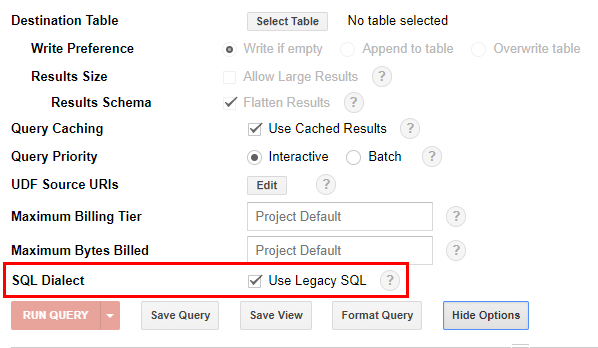 Destination Table Select Table No table selected
Write Preference Write if empty Append to table Overwrite table
Results Size Allow Large Results ?
Results Schema Flatten Results ?
Query Caching Use Cached Results ?
Query Priority Interactive Batch ?
UDF Source URIs Edit ?
Maximum Billing Tier Project Default ?
Maximum Bytes Billed Project Default ?
SQL Dialect Use Legacy SQL ?
RUN QUERY Save Query Save View Format Query Hide Options